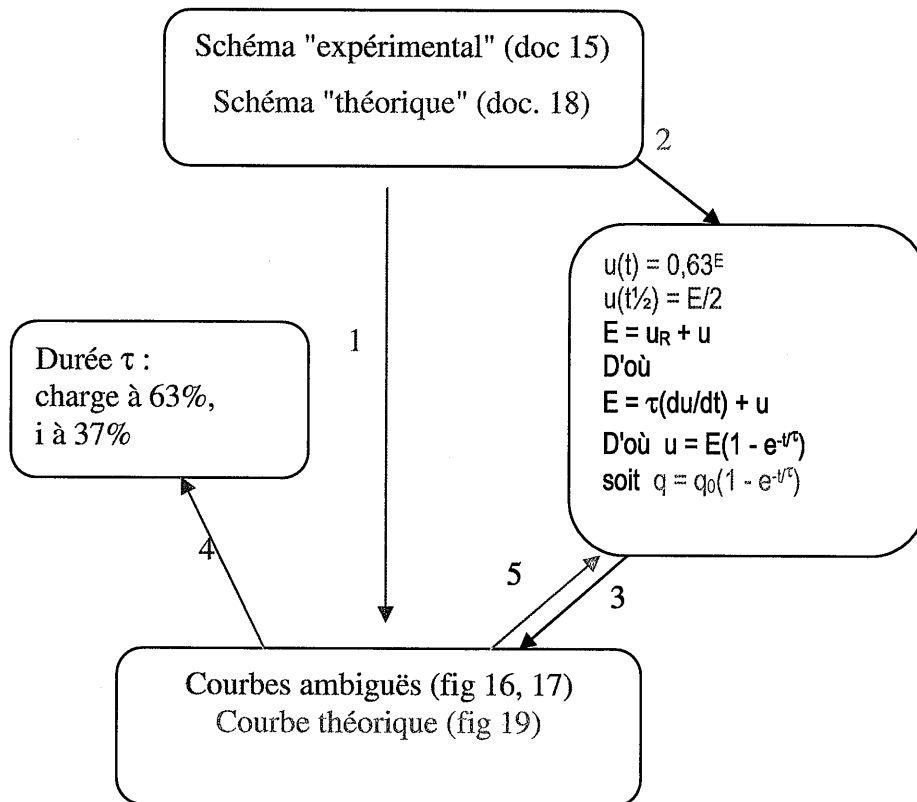 Schéma "expérimental" (doc 15)
Schéma "théorique" (doc. 18)
2
u(t) = 0,63ᴱ
u(t½) = E/2
E = u_R + u
D'où
E = τ(du/dt) + u
D'où u = E(1 - e^-t/τ)
soit q = q₀(1 - e^-t/τ)
1
Durée τ :
charge à 63%,
i à 37%
4
5
3
Courbes ambiguës (fig 16, 17)
Courbe théorique (fig 19)